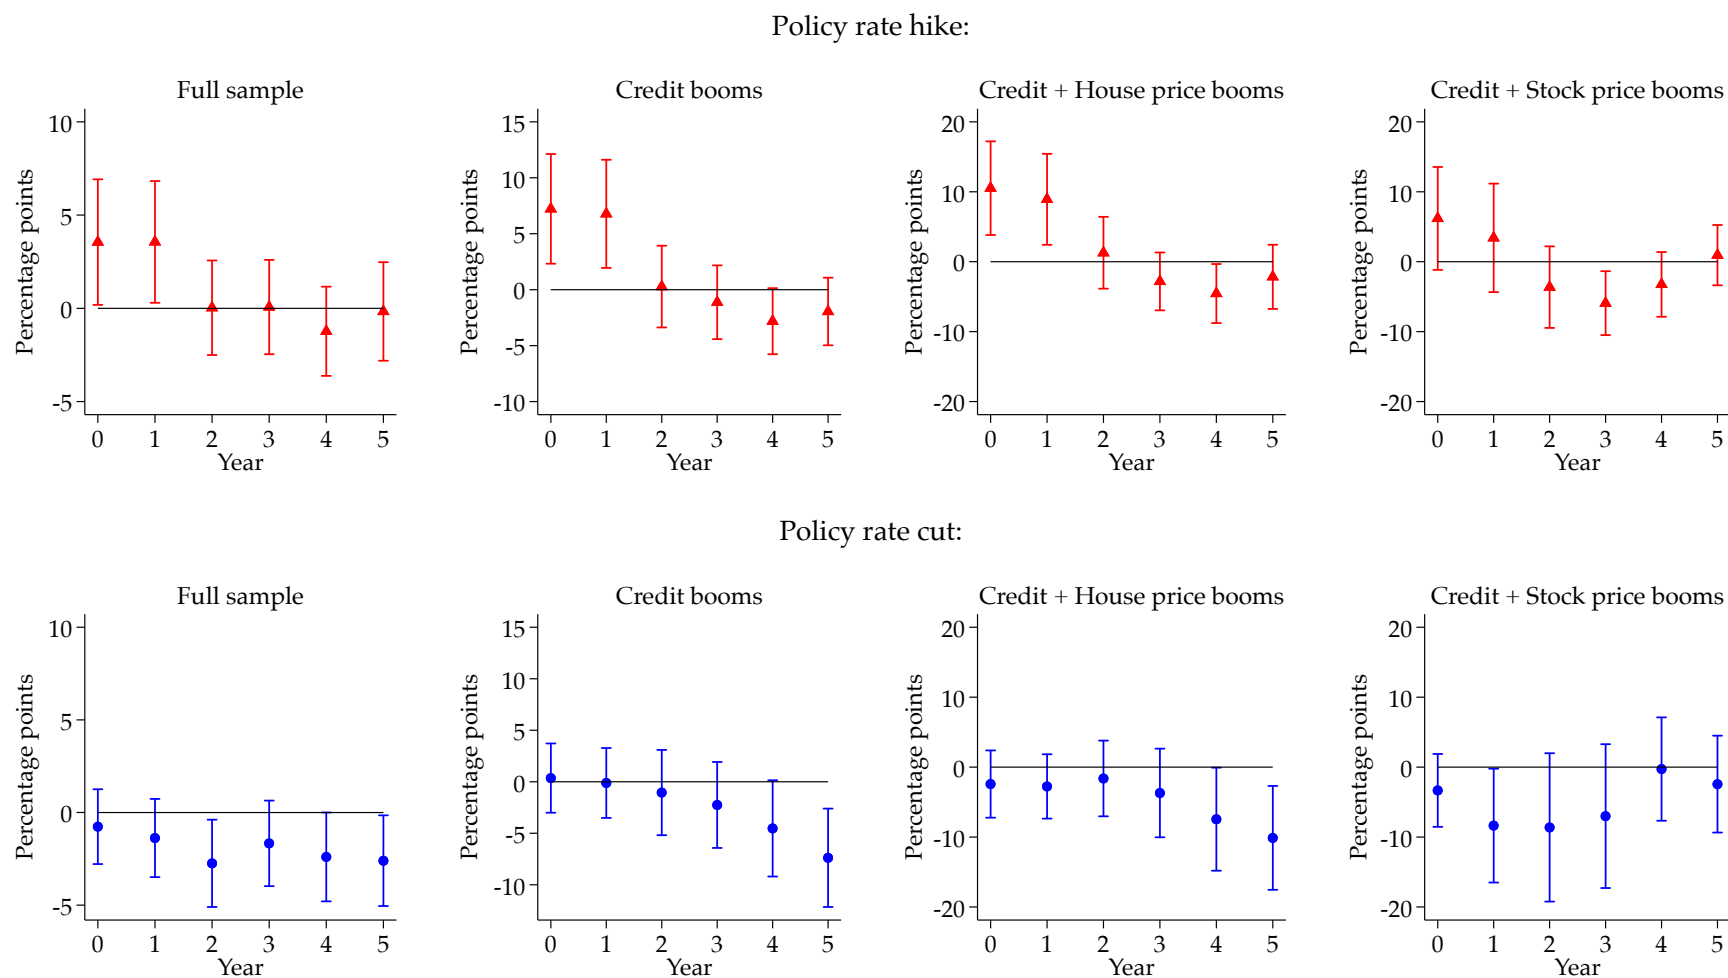 Policy rate hike:
Full sample
Credit booms
Credit + House price booms
Credit + Stock price booms
Percentage points
10
5
0
-5
0 1 2 3 4 5
Year
Percentage points
15
10
5
0
-5
-10
0 1 2 3 4 5
Year
Percentage points
20
10
0
-10
-20
0 1 2 3 4 5
Year
Percentage points
20
10
0
-10
-20
0 1 2 3 4 5
Year
Policy rate cut:
Full sample
Credit booms
Credit + House price booms
Credit + Stock price booms
Percentage points
10
5
0
-5
0 1 2 3 4 5
Year
Percentage points
15
10
5
0
-5
-10
0 1 2 3 4 5
Year
Percentage points
20
10
0
-10
-20
0 1 2 3 4 5
Year
Percentage points
20
10
0
-10
-20
0 1 2 3 4 5
Year